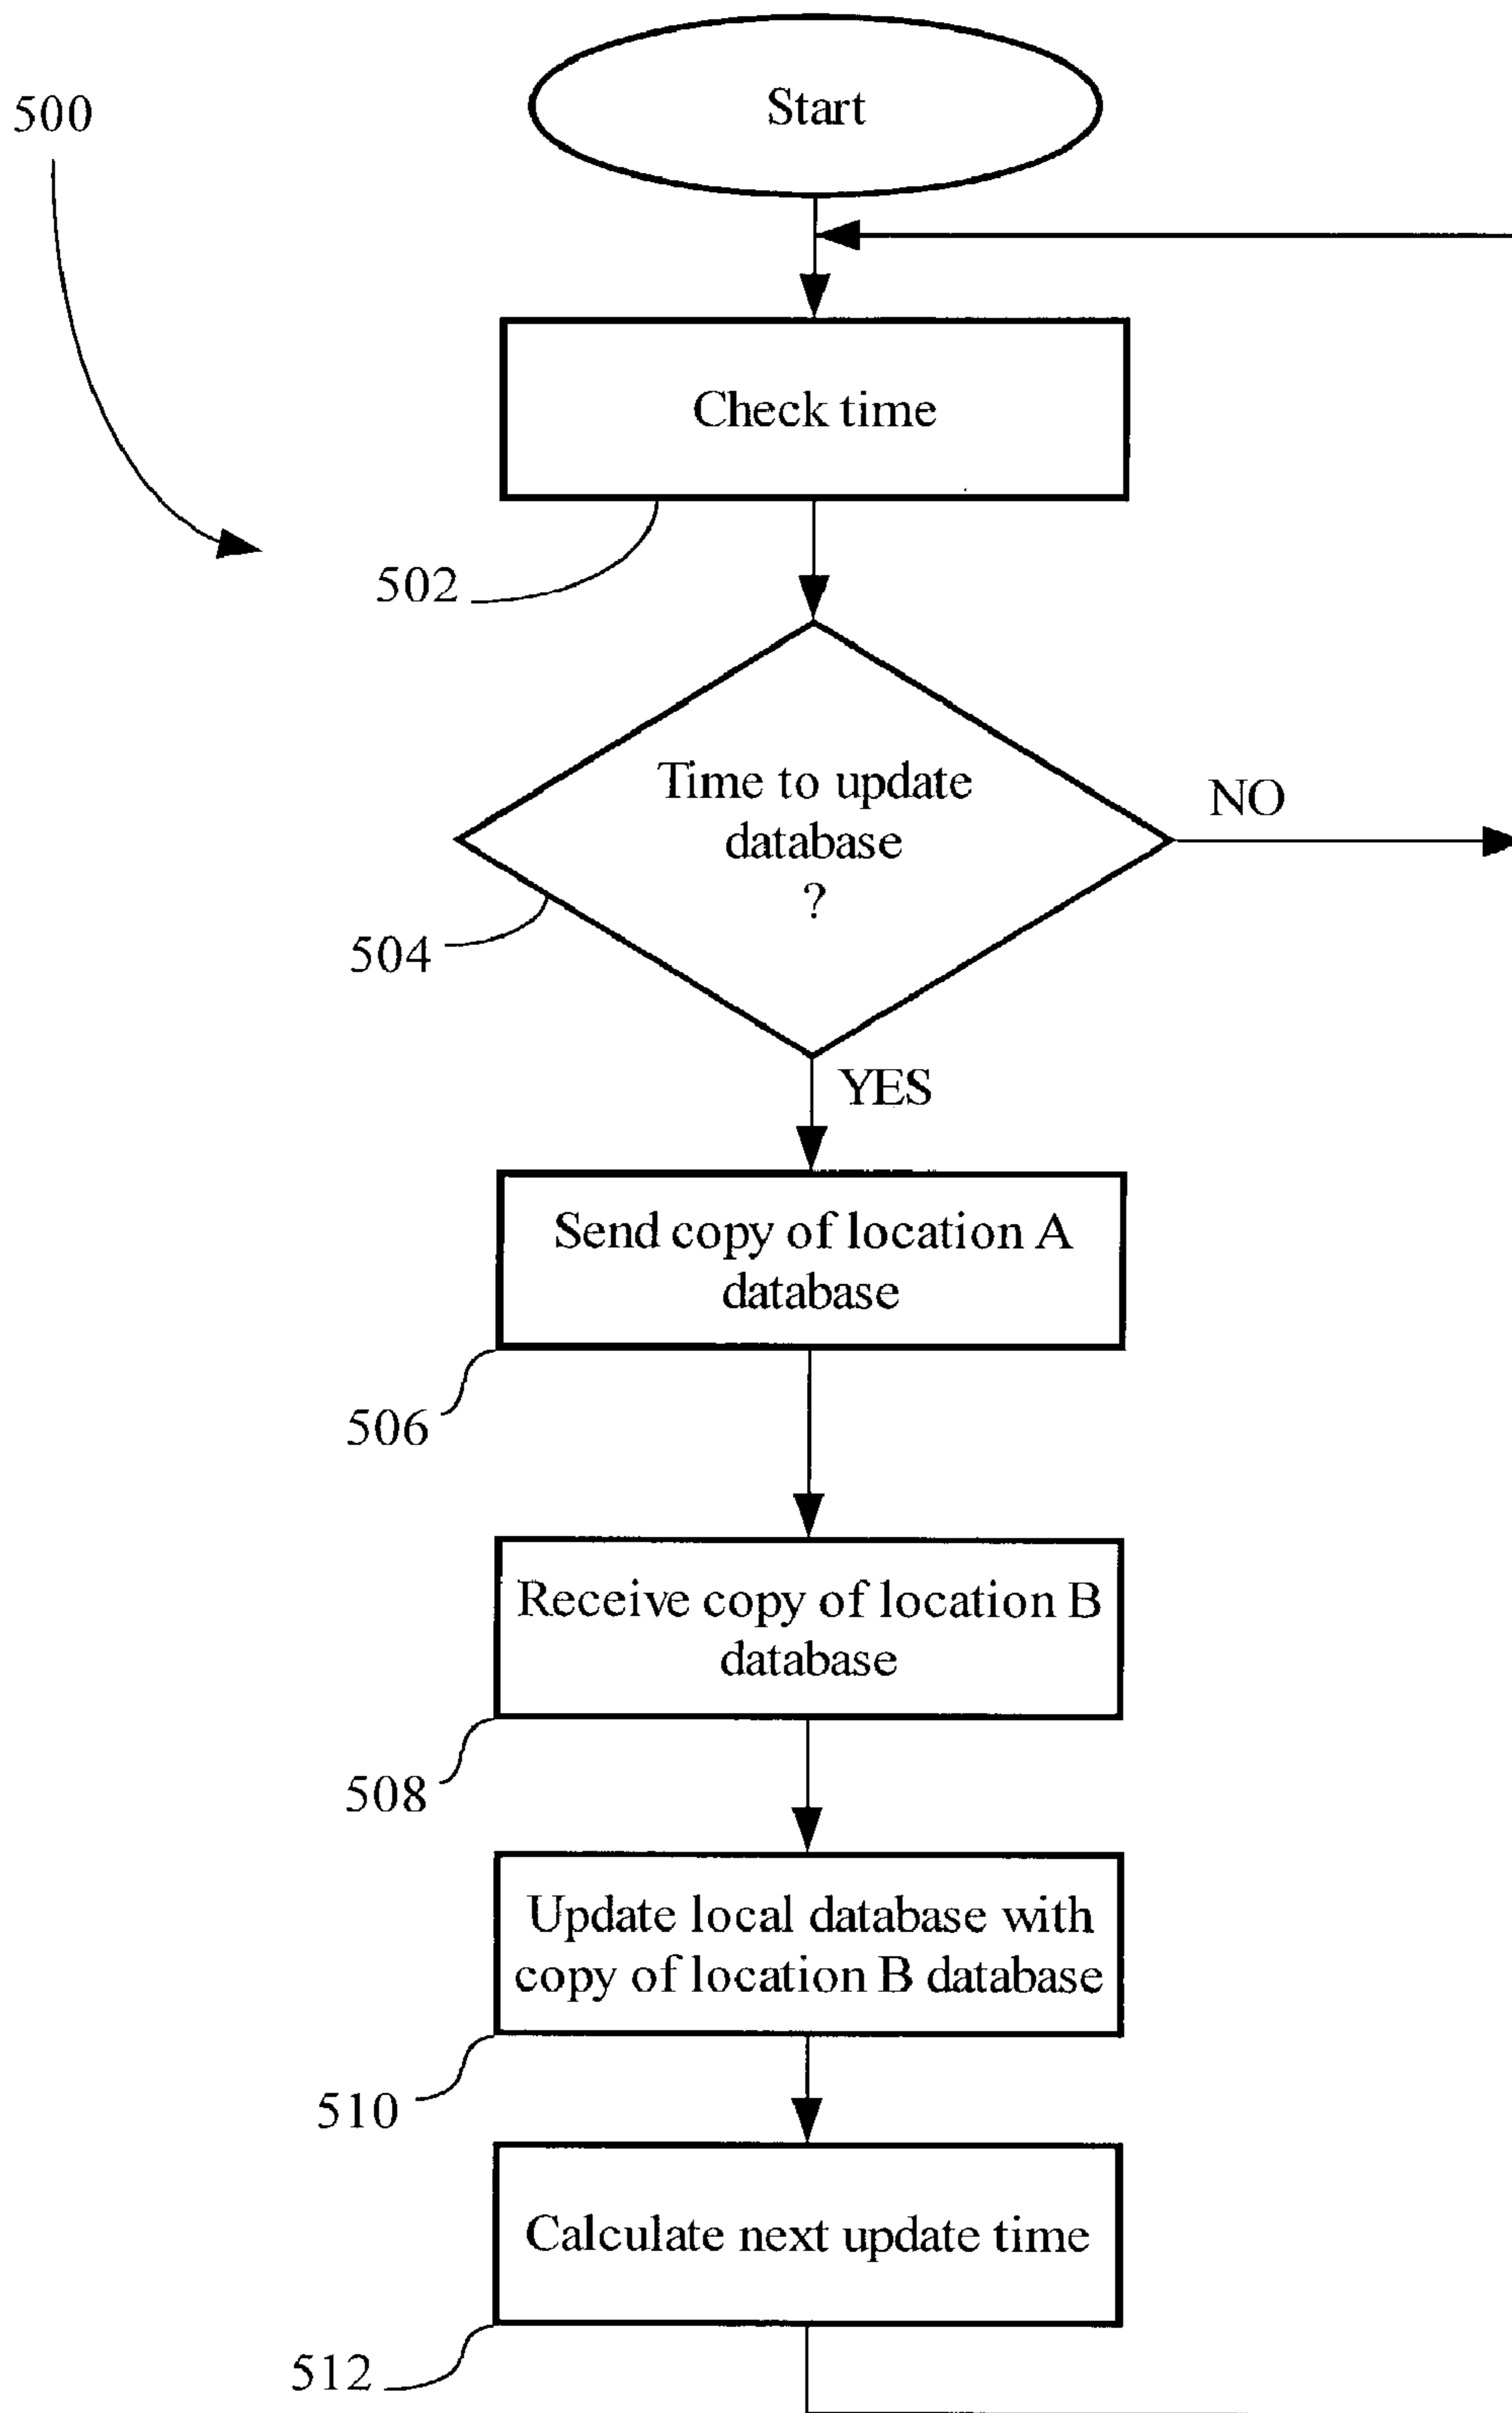 500
Start
Check time
502
Time to update
database
?
NO
504
YES
Send copy of location A
database
506
Receive copy of location B
database
508
Update local database with
copy of location B database
510
Calculate next update time
512